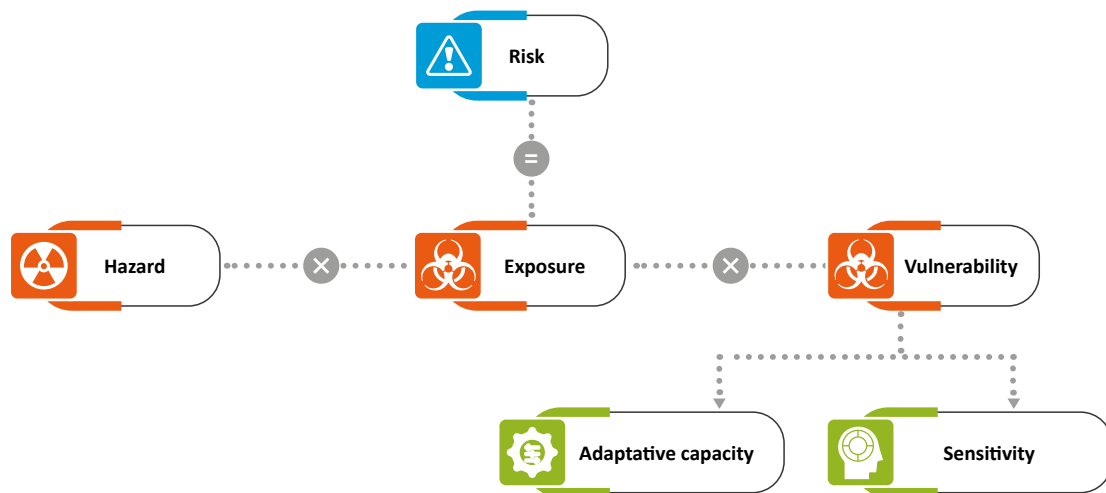 Risk
=
Hazard
×
Exposure
×
Vulnerability
Adaptative capacity
Sensitivity